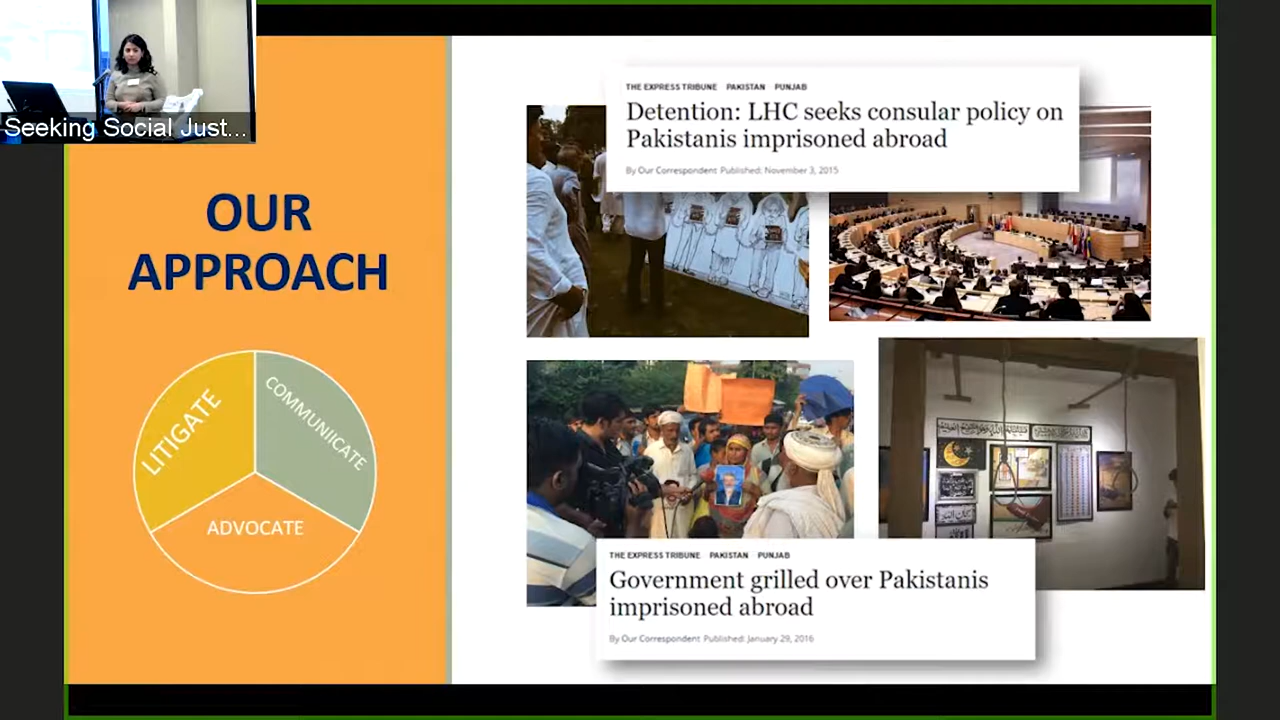 Seeking Social Just...
OUR
APPROACH
LITIGATE
COMMUNIICATE
ADVOCATE
THE EXPRESS TRIBUNE PAKISTAN PUNJAB
Detention: LHC seeks consular policy on
Pakistanis imprisoned abroad
By Our Correspondent Published: November 3, 2015
THE EXPRESS TRIBUNE PAKISTAN PUNJAB
Government grilled over Pakistanis
imprisoned abroad
By Our Correspondent Published: January 29, 2016